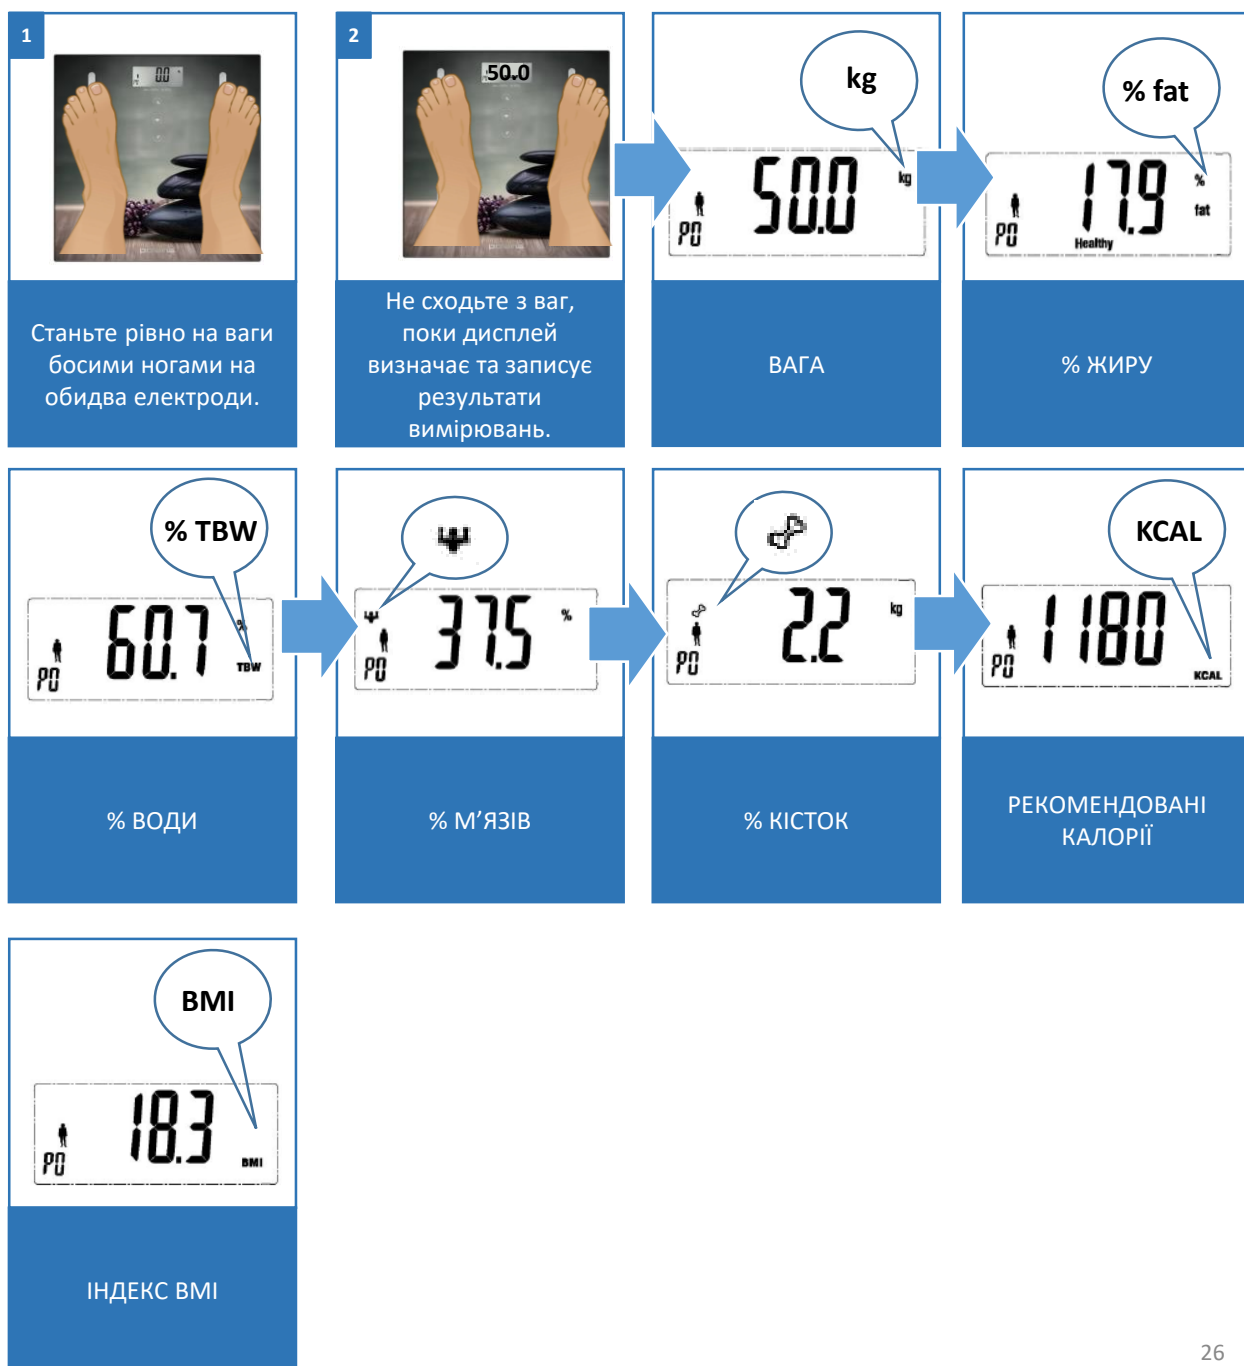 1
0.0
Станьте рівно на ваги
босими ногами на
обидва електроди.
2
50.0
Не сходьте з ваг,
поки дисплей
визначає та записує
результати
вимірювань.
kg
50.0 kg
P0
ВАГА
% fat
17.9 %
fat
P0
Healthy
% ЖИРУ
% TBW
60.7 %
P0
TBW
% ВОДИ
37.5 %
P0
% М’ЯЗІВ
2.2 kg
P0
% КІСТОК
KCAL
1180
P0
KCAL
РЕКОМЕНДОВАНІ
КАЛОРІЇ
BMI
18.3
P0
BMI
ІНДЕКС BMI
26